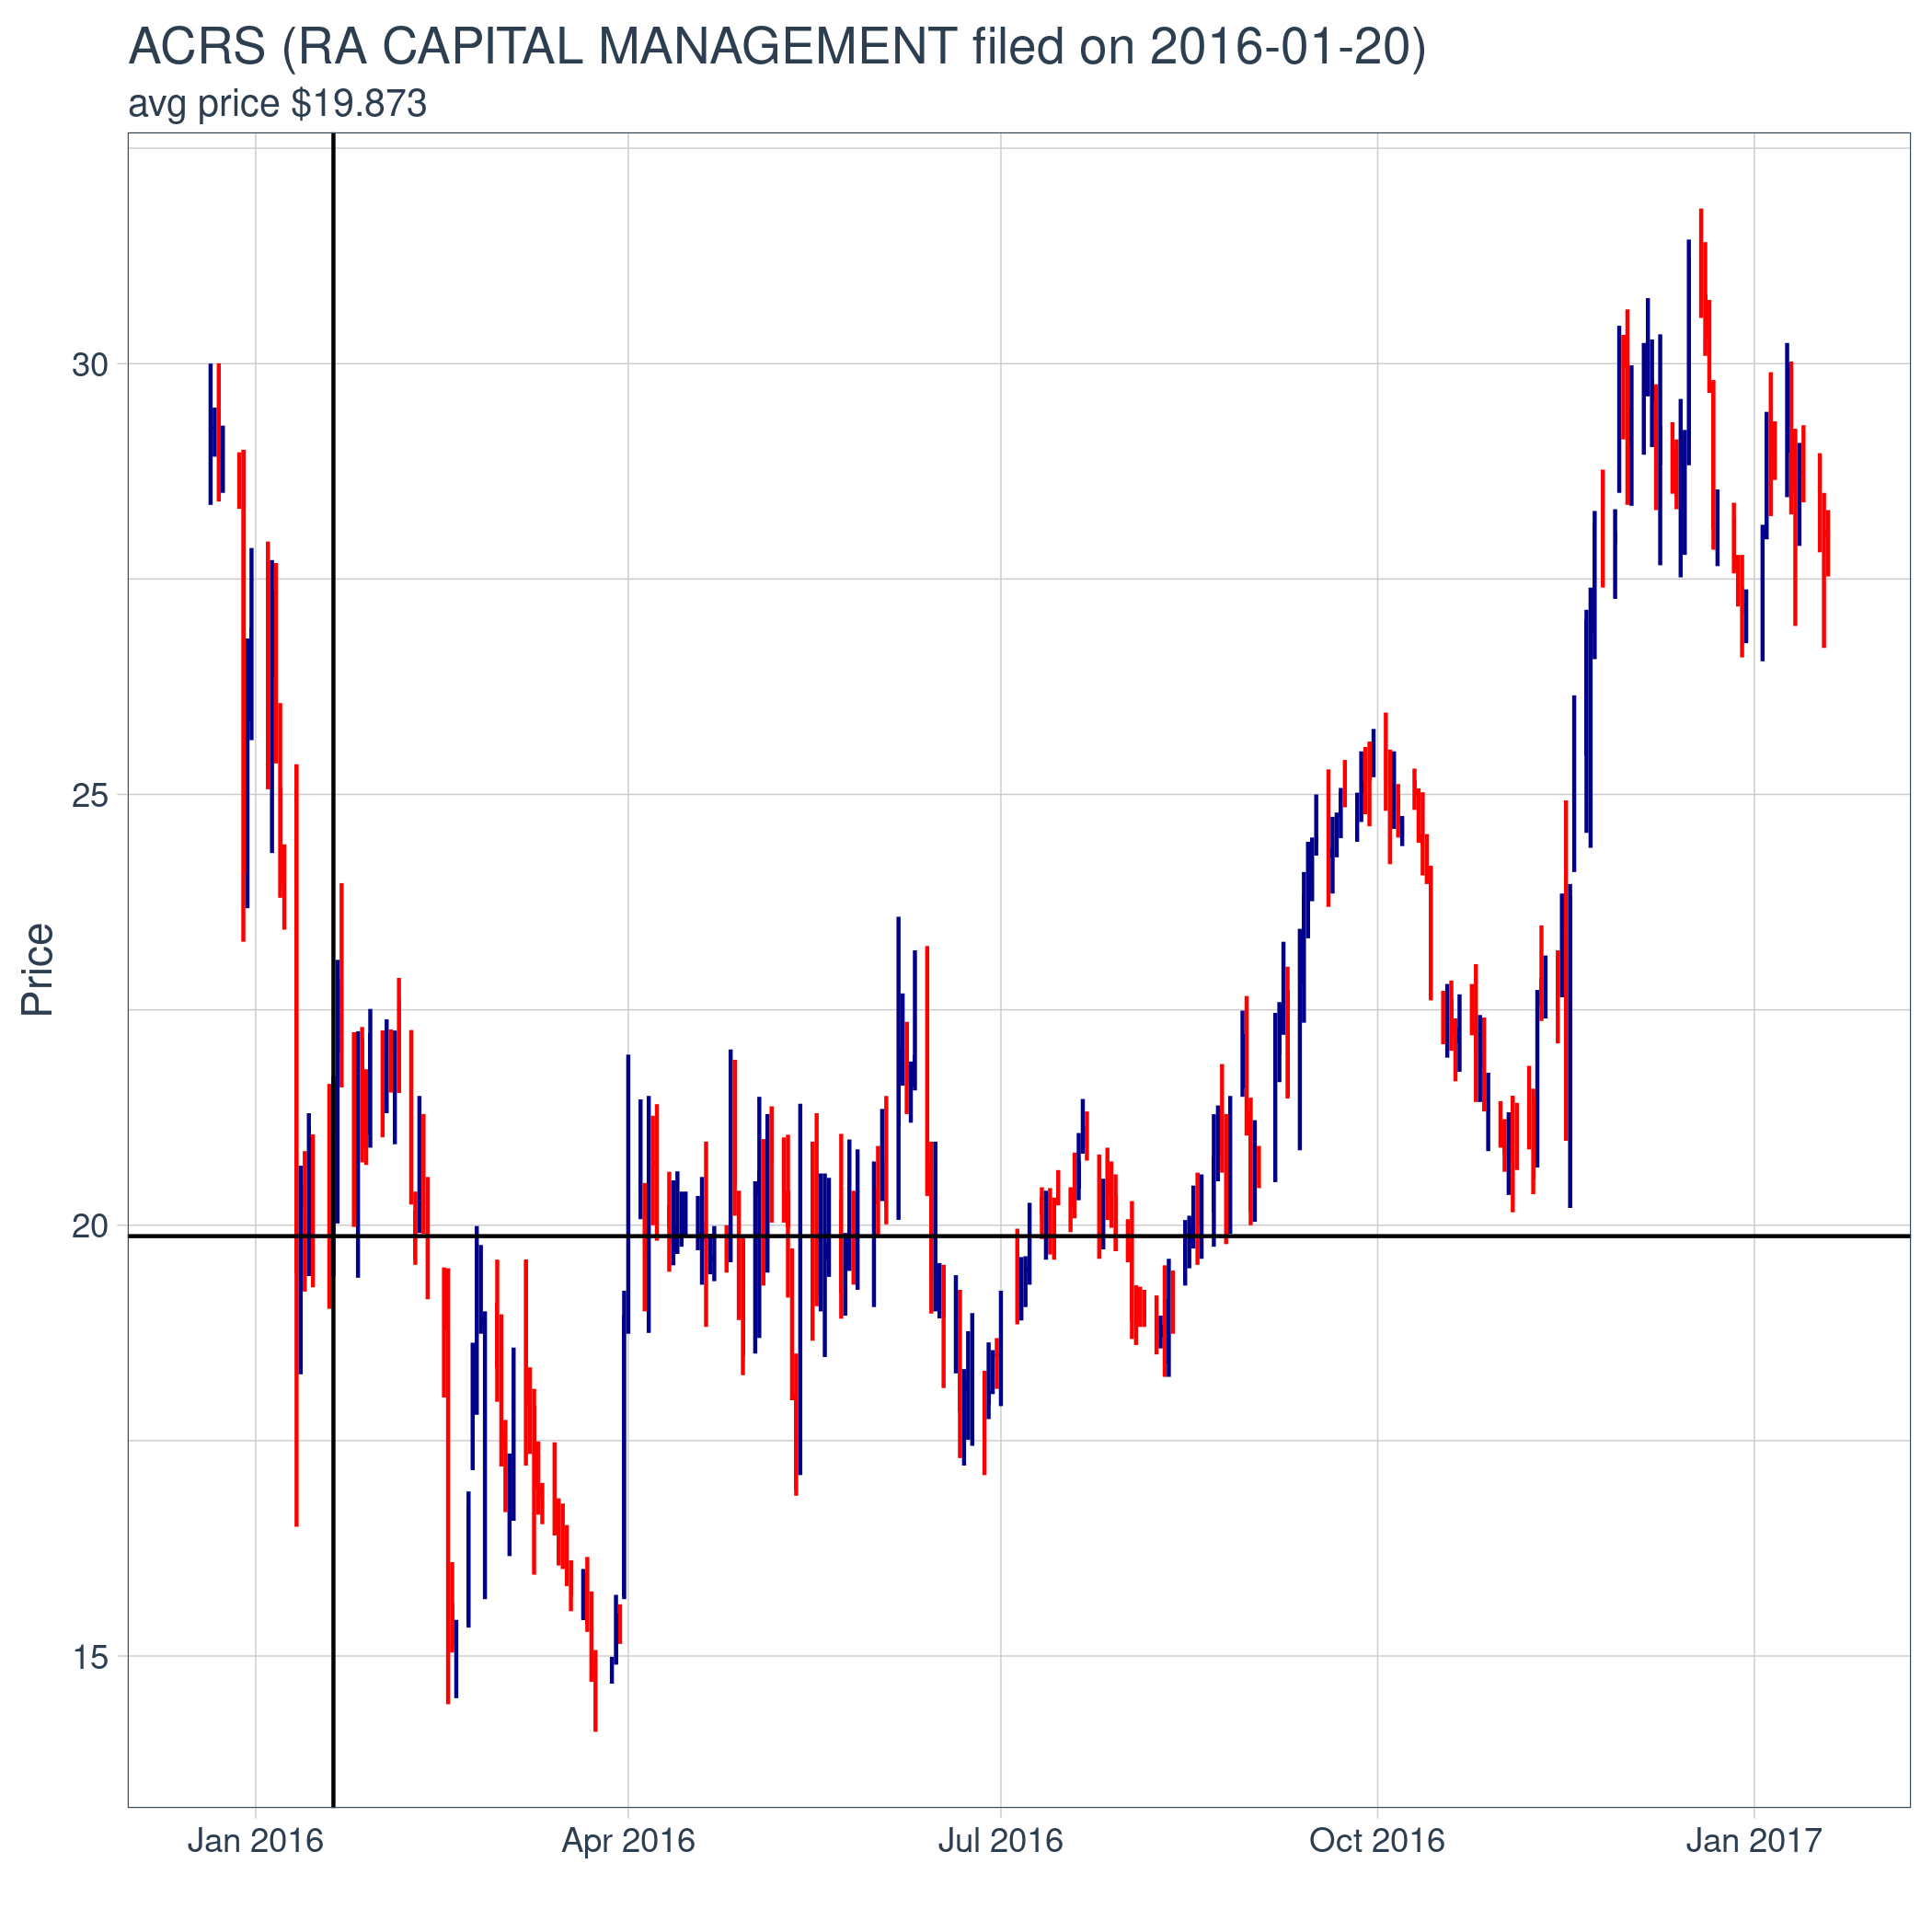 ACRS (RA CAPITAL MANAGEMENT filed on 2016-01-20)
avg price $19.873
30
25
20
15
Price
Jan 2016 Apr 2016 Jul 2016 Oct 2016 Jan 2017